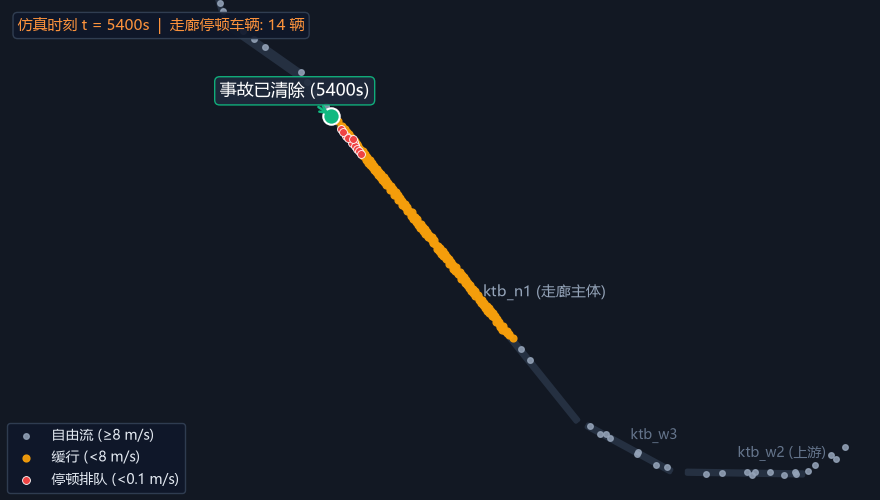 仿真时刻 t = 5400s | 走廊停顿车辆: 14 辆
事故已清除 (5400s)
ktb_n1 (走廊主体)
ktb_w3
ktb_w2 (上游)
自由流 (≥8 m/s)
缓行 (<8 m/s)
停顿排队 (<0.1 m/s)